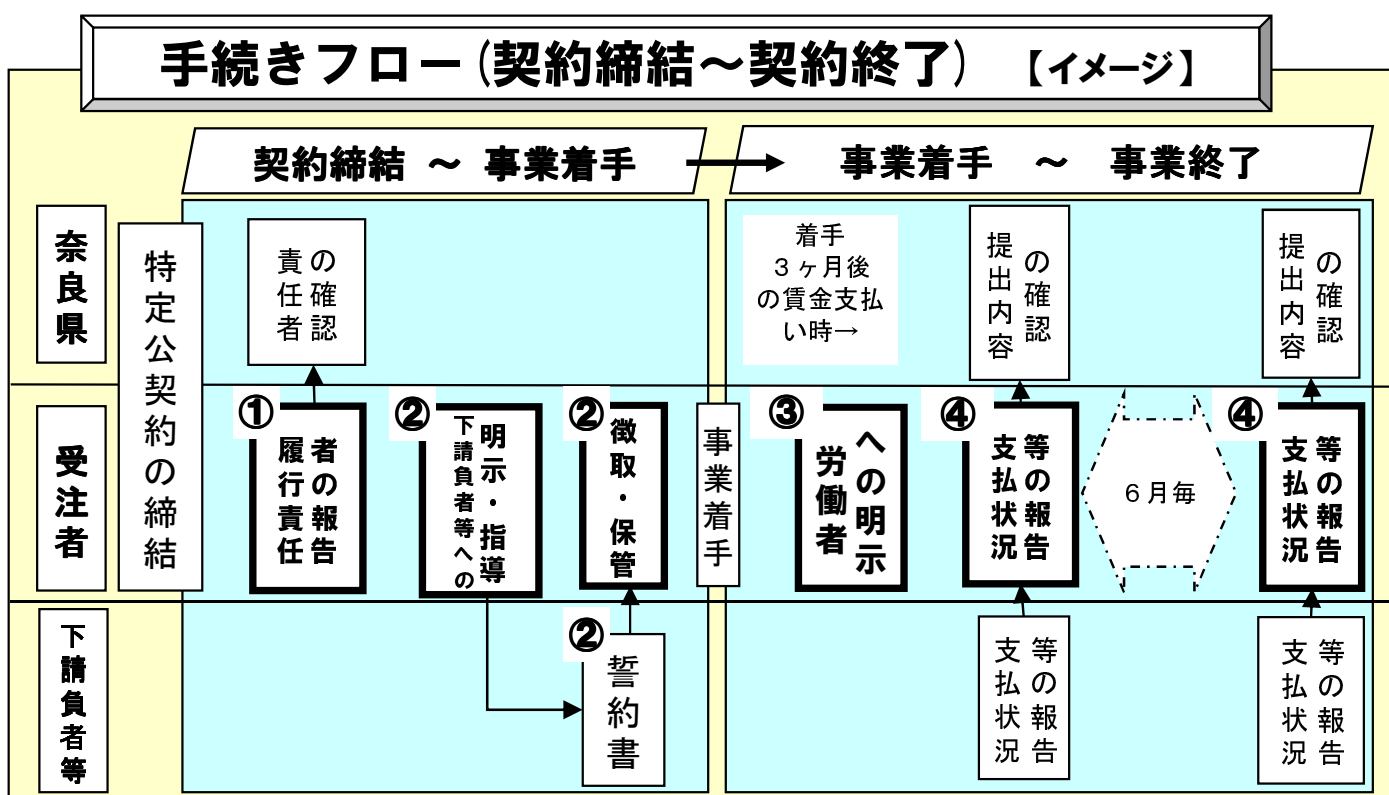 手続きフロー(契約締結～契約終了) 【イメージ】
契約締結 ～ 事業着手
事業着手 ～ 事業終了
奈良県
特定公契約の締結
責任者
の確認
着手
３ヶ月後
の賃金支払
い時→
提出内容
の確認
提出内容
の確認
受注者
①
履行責任
者の報告
②
下請負者等への
明示・指導
②
徴取・保管
事業着手
③
労働者
への明示
④
支払状況
等の報告
６月毎
④
支払状況
等の報告
下請負者等
②
誓約書
支払状況
等の報告
支払状況
等の報告